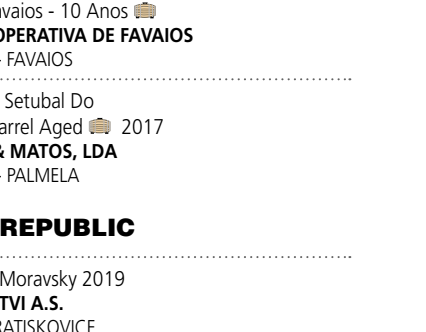 vaios - 10 Anos
OPERATIVA DE FAVAIOS
- FAVAIOS
Setubal Do
arrel Aged 2017
& MATOS, LDA
- PALMELA
REPUBLIC
Moravsky 2019
TVI A.S.
RATISKOVICE